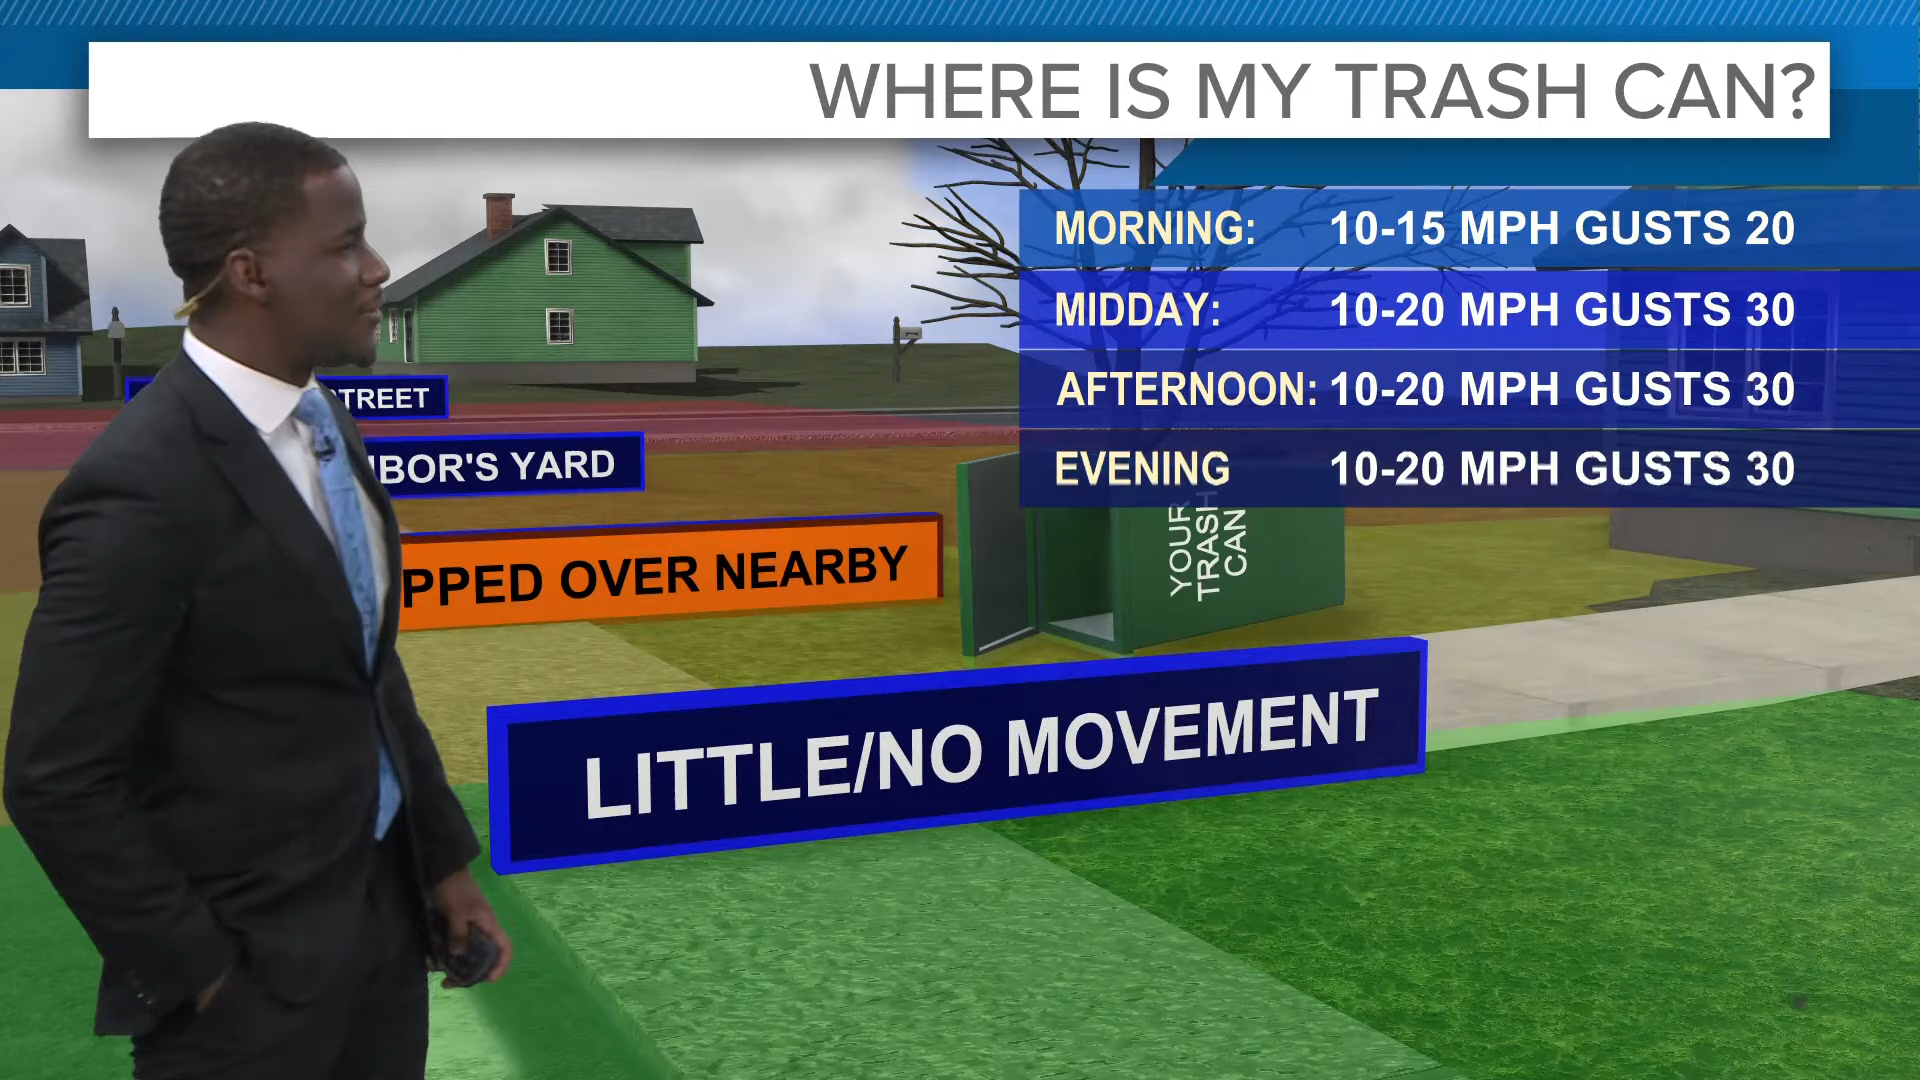 WHERE IS MY TRASH CAN?
MORNING: 10-15 MPH GUSTS 20
MIDDAY: 10-20 MPH GUSTS 30
AFTERNOON: 10-20 MPH GUSTS 30
EVENING 10-20 MPH GUSTS 30
TREET
BOR'S YARD
PPED OVER NEARBY
YOUR
TRASH
CAN
LITTLE/NO MOVEMENT